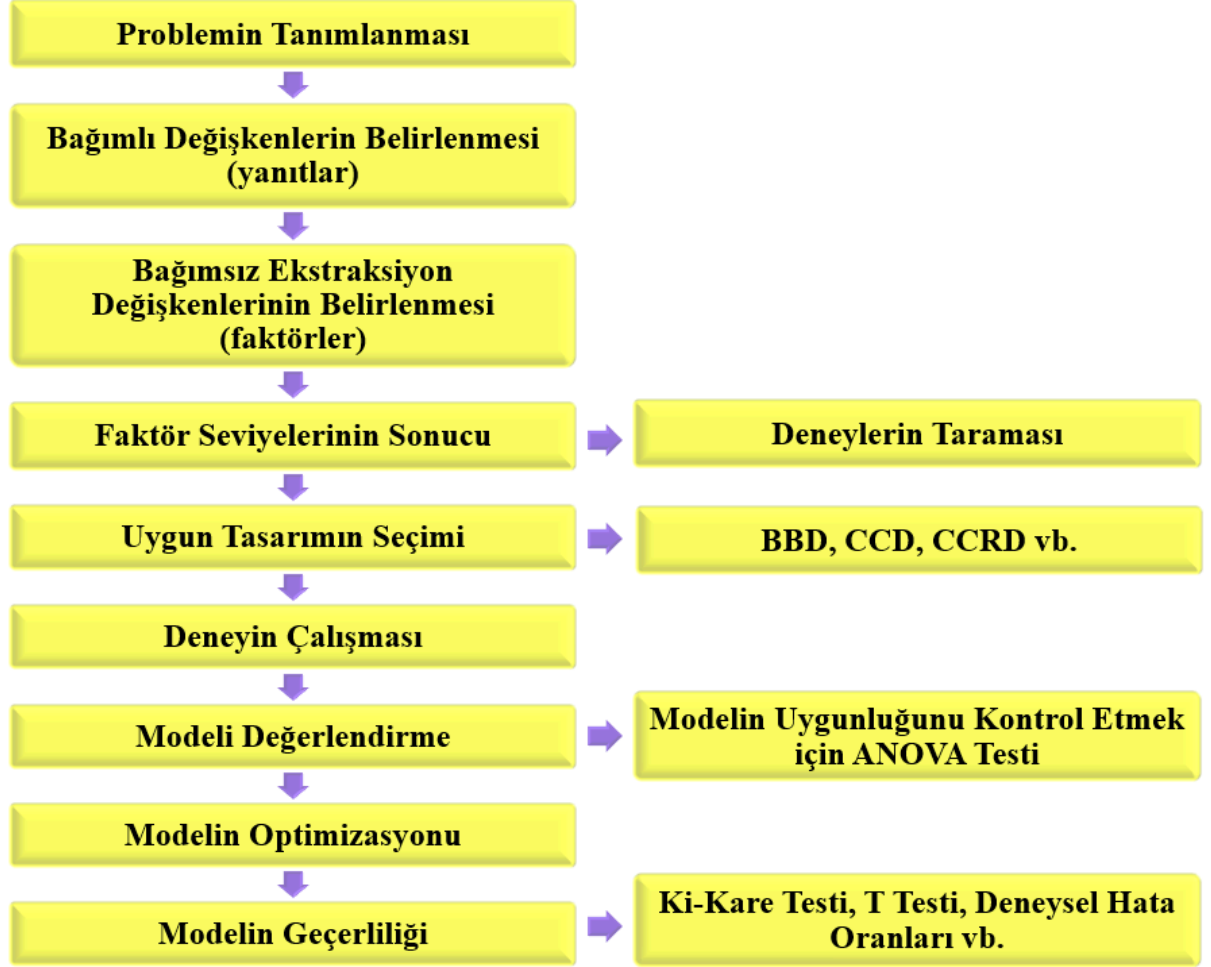 Problemin Tanımlanması
Bağımlı Değişkenlerin Belirlenmesi
(yanıtlar)
Bağımsız Ekstraksiyon
Değişkenlerinin Belirlenmesi
(faktörler)
Faktör Seviyelerinin Sonucu
Deneylerin Taraması
Uygun Tasarımın Seçimi
BBD, CCD, CCRD vb.
Deneyin Çalışması
Modeli Değerlendirme
Modelin Uygunluğunu Kontrol Etmek
için ANOVA Testi
Modelin Optimizasyonu
Modelin Geçerliliği
Ki-Kare Testi, T Testi, Deneysel Hata
Oranları vb.